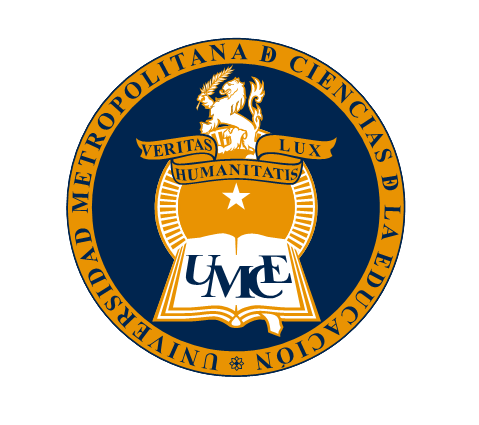 UNIVERSIDAD METROPOLITANA DE CIENCIAS DE LA EDUCACIÓN
VERITAS LUX
HUMANITATIS
UMCE